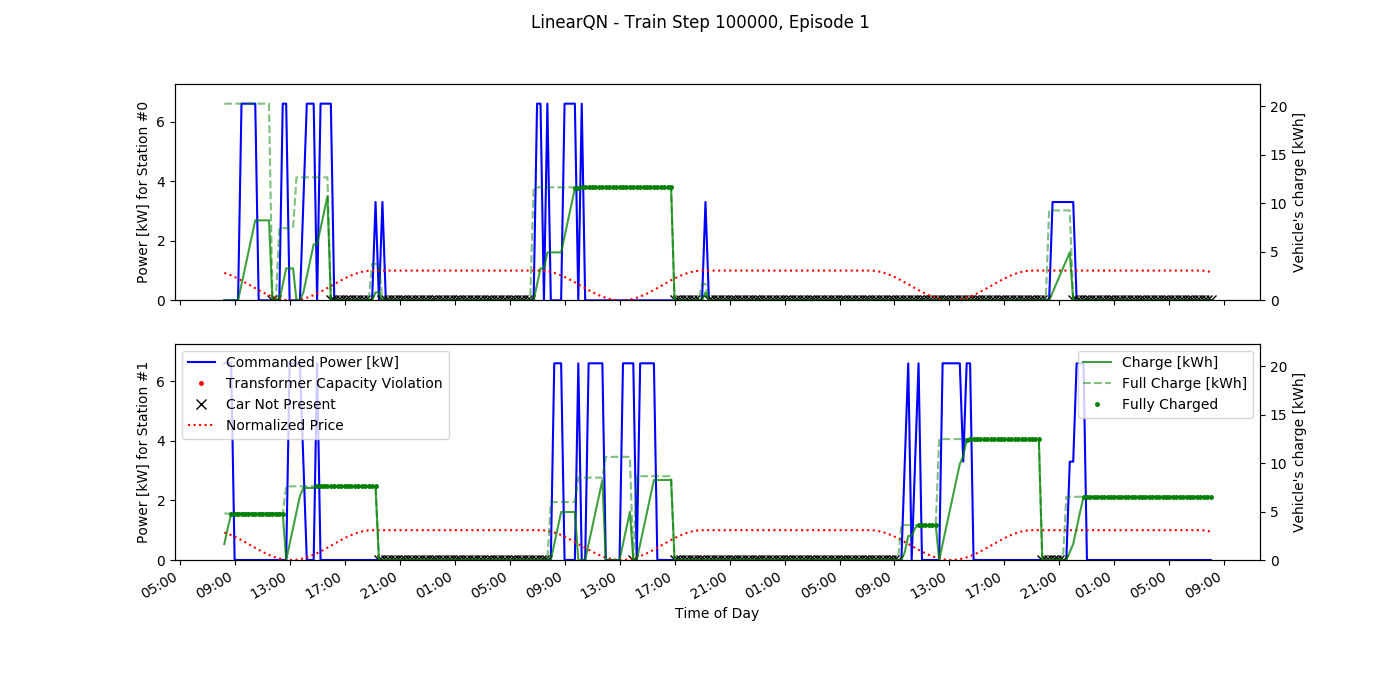 LinearQN - Train Step 100000, Episode 1
Power [kW] for Station #0
6
4
2
0
20
15
10
5
0
Vehicle's charge [kWh]
Power [kW] for Station #1
6
4
2
0
Commanded Power [kW]
Transformer Capacity Violation
Car Not Present
Normalized Price
Charge [kWh]
Full Charge [kWh]
Fully Charged
20
15
10
5
0
Vehicle's charge [kWh]
05:00 09:00 13:00 17:00 21:00 01:00 05:00 09:00 13:00 17:00 21:00 01:00 05:00 09:00 13:00 17:00 21:00 01:00 05:00 09:00
Time of Day